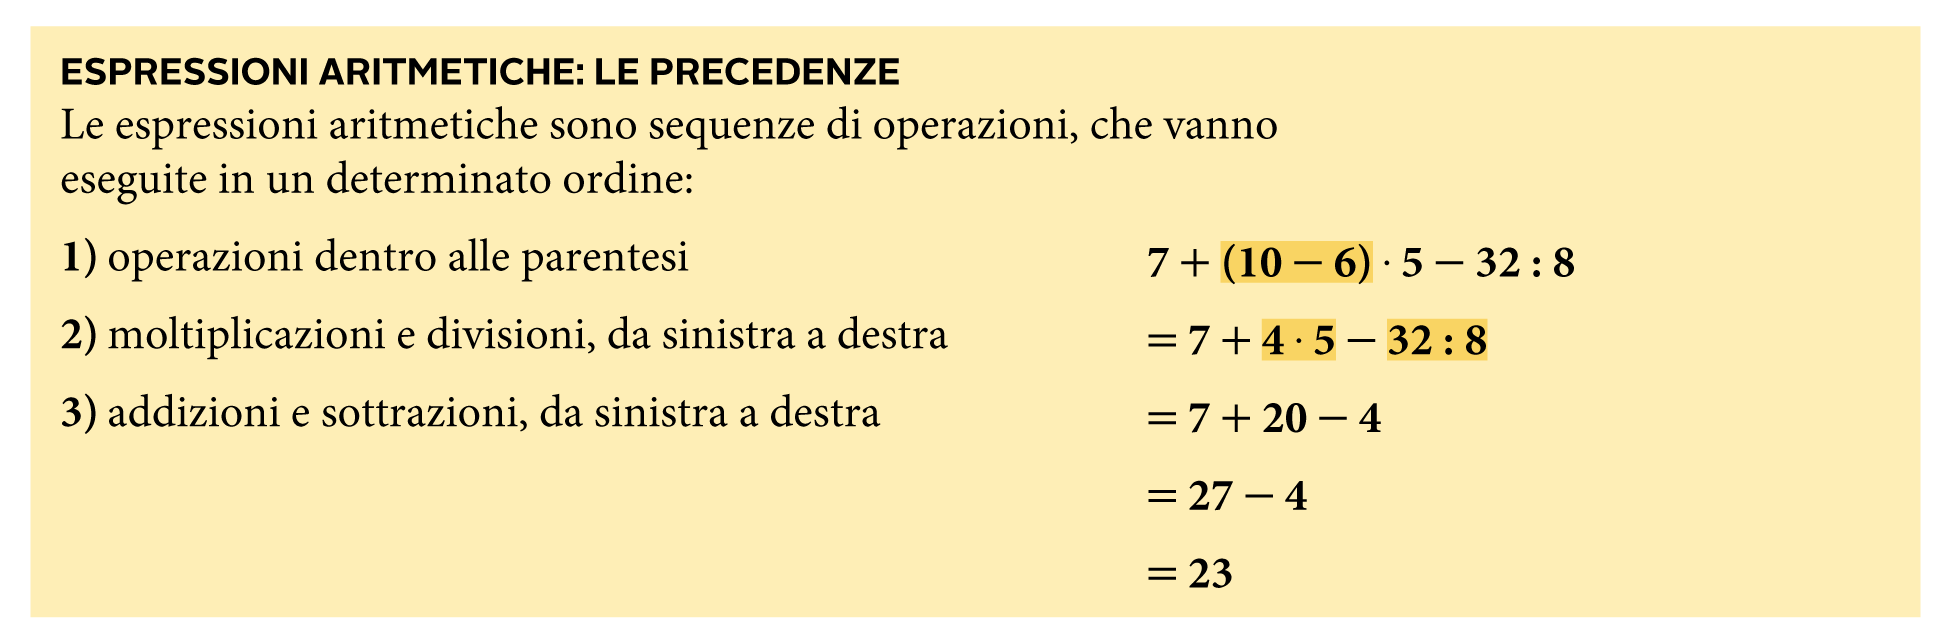 ESPRESSIONI ARITMETICHE: LE PRECEDENZE
Le espressioni aritmetiche sono sequenze di operazioni, che vanno
eseguite in un determinato ordine:
1) operazioni dentro alle parentesi
7 + (10 − 6) · 5 − 32 : 8
2) moltiplicazioni e divisioni, da sinistra a destra
= 7 + 4 · 5 − 32 : 8
3) addizioni e sottrazioni, da sinistra a destra
= 7 + 20 − 4
= 27 − 4
= 23